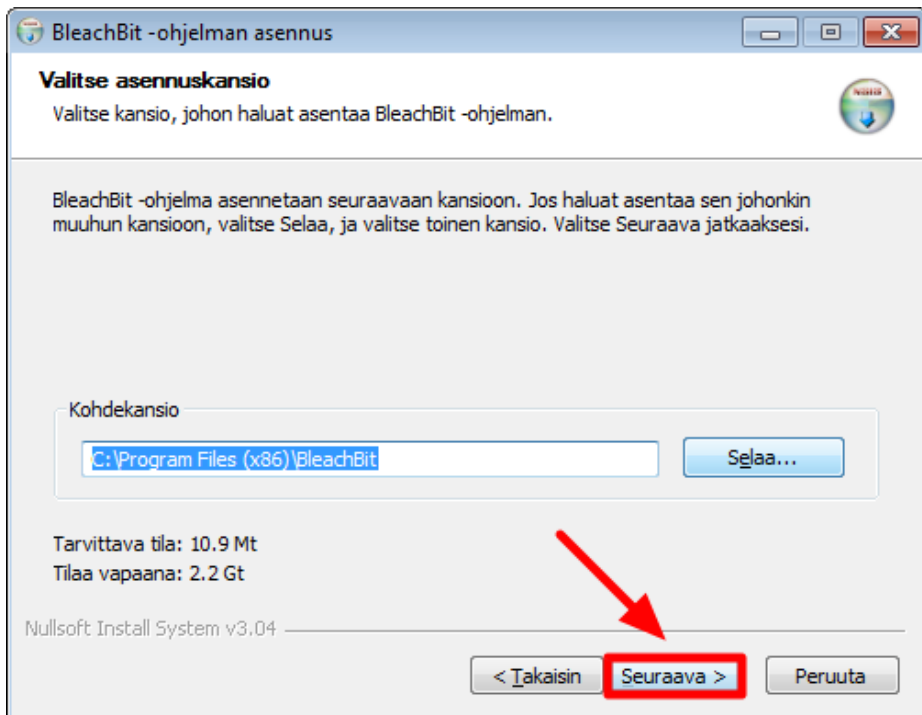 BleachBit -ohjelman asennus
Valitse asennuskansio
Valitse kansio, johon haluat asentaa BleachBit -ohjelman.
BleachBit -ohjelma asennetaan seuraavaan kansioon. Jos haluat asentaa sen johonkin
muuhun kansioon, valitse Selaa, ja valitse toinen kansio. Valitse Seuraava jatkaaksesi.
Kohdekansio
C:\Program Files (x86)\BleachBit
Selaa...
Tarvittava tila: 10.9 Mt
Tilaa vapaana: 2.2 Gt
Nullsoft Install System v3.04
< Takaisin
Seuraava >
Peruuta